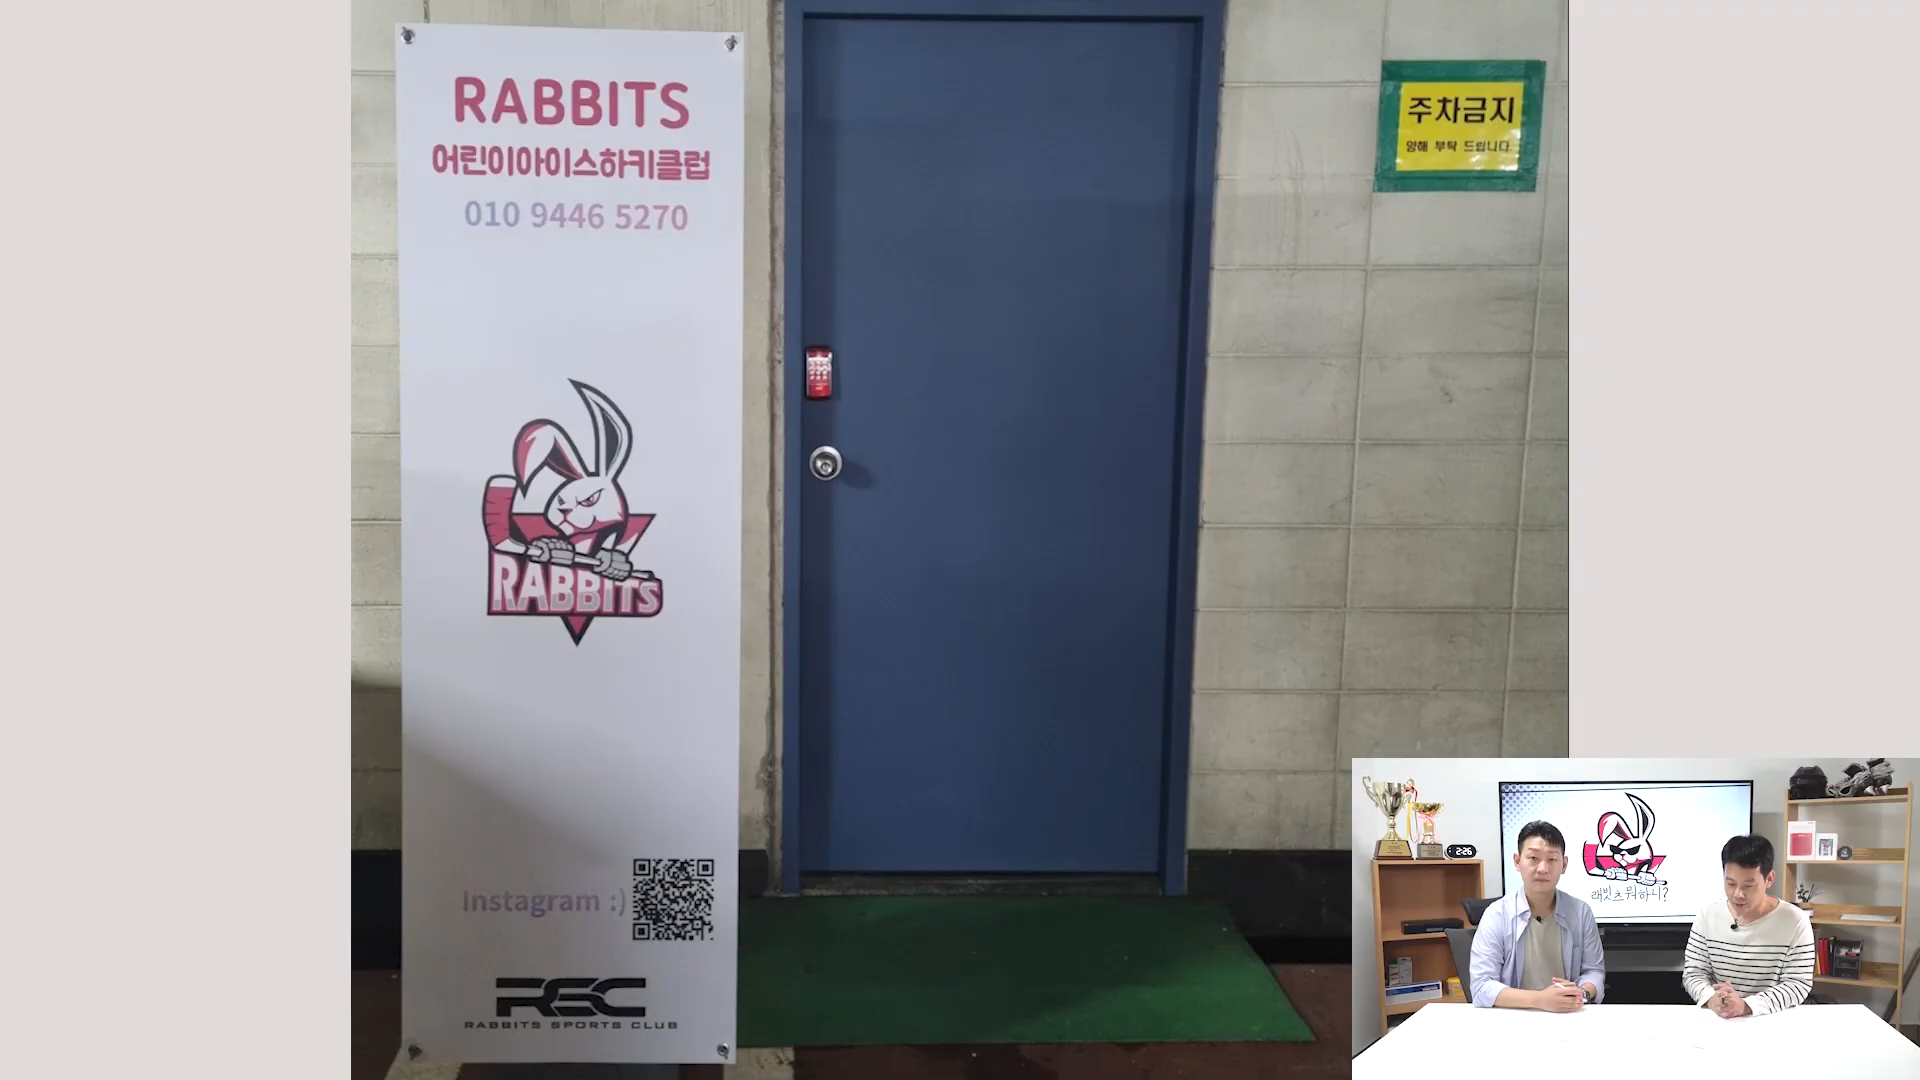 RABBITS
어린이아이스하키클럽
010 9446 5270
RABBITS
Instagram :)
RSC
RABBITS SPORTS CLUB
주차금지
양해 부탁 드립니다.
2:26
래빗츠뭐하니?